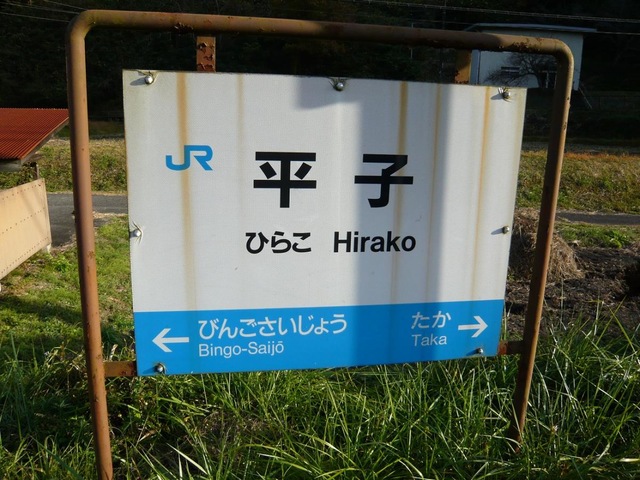 JR 平子
ひらこ Hirako
← びんごさいじょう たか →
Bingo-Saijō Taka